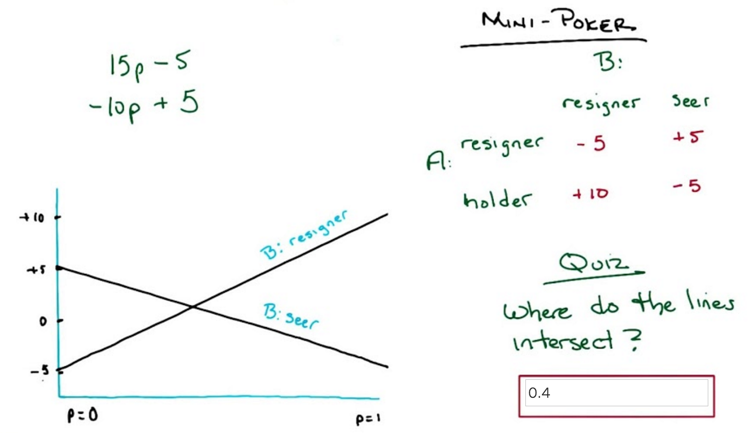 15p - 5
-10p + 5
MINI-POKER
B:
resigner seer
A: resigner -5 +5
holder +10 -5
+10
+5
0
-5
B: resigner
B: seer
p=0
p=1
Quiz
Where do the lines
intersect?
0.4